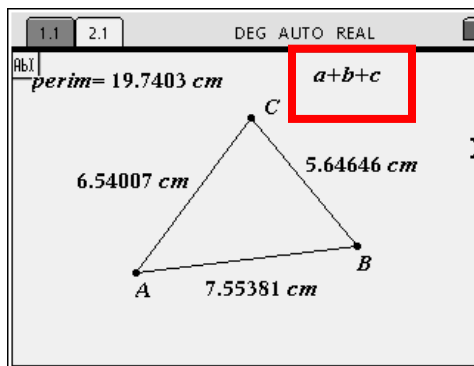 1.1 2.1 DEG AUTO REAL
perim= 19.7403 cm
a+b+c
C
6.54007 cm
5.64646 cm
A
7.55381 cm
B